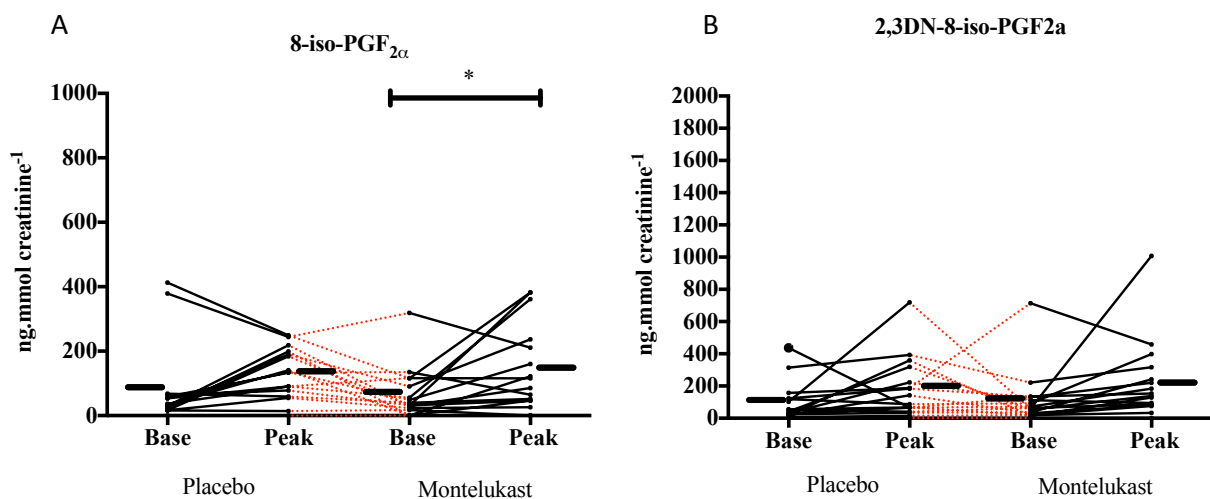 A
8-iso-PGF2α
*
1000
800
600
400
200
0
ng.mmol creatinine-1
Base Peak Base Peak
Placebo Montelukast
B
2,3DN-8-iso-PGF2a
2000
1800
1600
1400
1200
1000
800
600
400
200
0
ng.mmol creatinine-1
Base Peak Base Peak
Placebo Montelukast